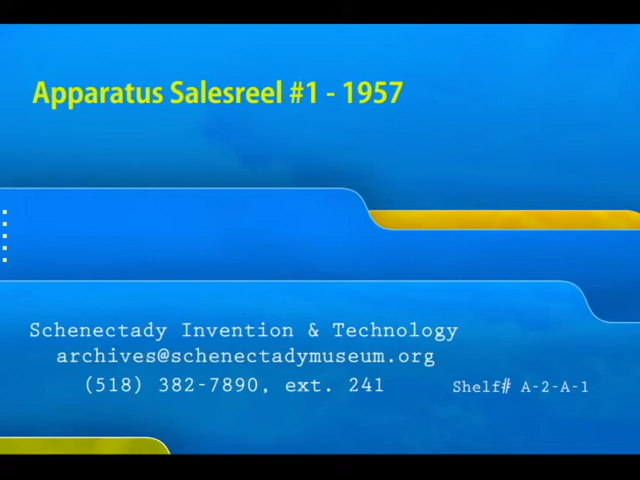 Apparatus Salesreel #1 - 1957
Schenectady Invention & Technology
archives@schenectadymuseum.org
(518) 382-7890, ext. 241
Shelf# A-2-A-1